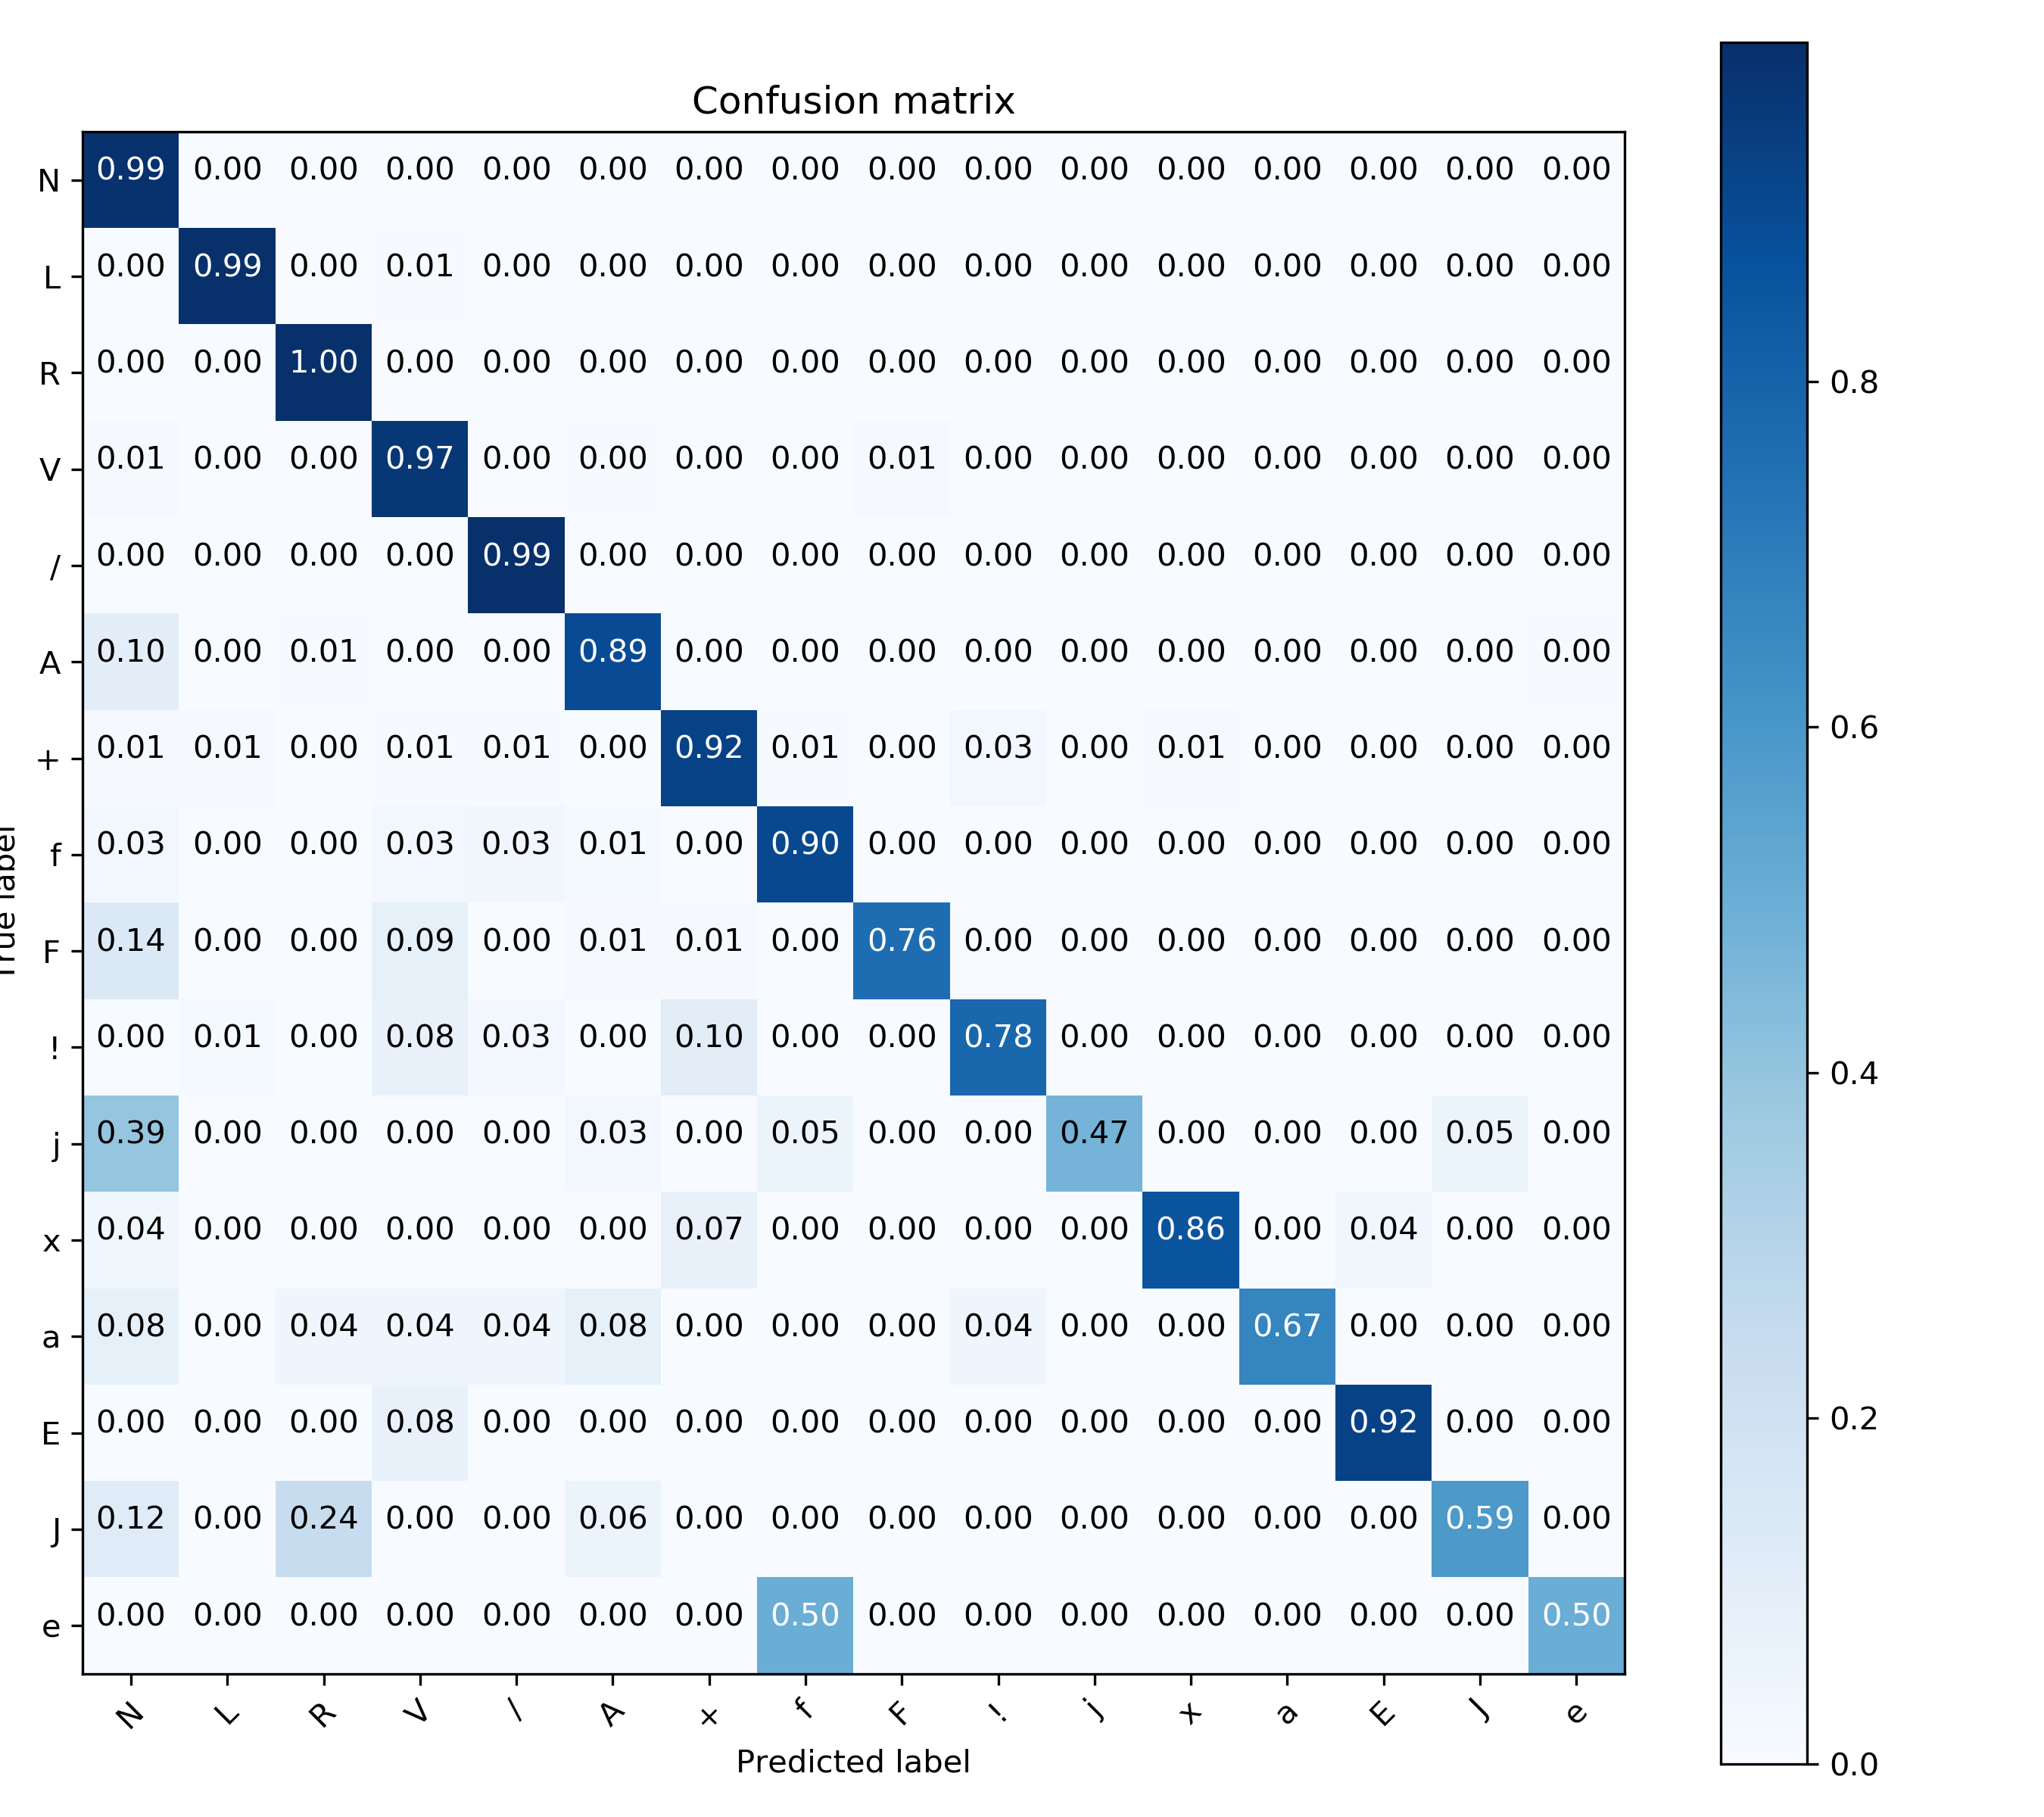 Confusion matrix
N 0.99 0.00 0.00 0.00 0.00 0.00 0.00 0.00 0.00 0.00 0.00 0.00 0.00 0.00 0.00 0.00
L 0.00 0.99 0.00 0.01 0.00 0.00 0.00 0.00 0.00 0.00 0.00 0.00 0.00 0.00 0.00 0.00
R 0.00 0.00 1.00 0.00 0.00 0.00 0.00 0.00 0.00 0.00 0.00 0.00 0.00 0.00 0.00 0.00
V 0.01 0.00 0.00 0.97 0.00 0.00 0.00 0.00 0.01 0.00 0.00 0.00 0.00 0.00 0.00 0.00
/ 0.00 0.00 0.00 0.00 0.99 0.00 0.00 0.00 0.00 0.00 0.00 0.00 0.00 0.00 0.00 0.00
A 0.10 0.00 0.01 0.00 0.00 0.89 0.00 0.00 0.00 0.00 0.00 0.00 0.00 0.00 0.00 0.00
+ 0.01 0.01 0.00 0.01 0.01 0.00 0.92 0.01 0.00 0.03 0.00 0.01 0.00 0.00 0.00 0.00
f 0.03 0.00 0.00 0.03 0.03 0.01 0.00 0.90 0.00 0.00 0.00 0.00 0.00 0.00 0.00 0.00
F 0.14 0.00 0.00 0.09 0.00 0.01 0.01 0.00 0.76 0.00 0.00 0.00 0.00 0.00 0.00 0.00
! 0.00 0.01 0.00 0.08 0.03 0.00 0.10 0.00 0.00 0.78 0.00 0.00 0.00 0.00 0.00 0.00
j 0.39 0.00 0.00 0.00 0.00 0.03 0.00 0.05 0.00 0.00 0.47 0.00 0.00 0.00 0.05 0.00
x 0.04 0.00 0.00 0.00 0.00 0.00 0.07 0.00 0.00 0.00 0.00 0.86 0.00 0.04 0.00 0.00
a 0.08 0.00 0.04 0.04 0.04 0.08 0.00 0.00 0.00 0.04 0.00 0.00 0.67 0.00 0.00 0.00
E 0.00 0.00 0.00 0.08 0.00 0.00 0.00 0.00 0.00 0.00 0.00 0.00 0.00 0.92 0.00 0.00
J 0.12 0.00 0.24 0.00 0.00 0.06 0.00 0.00 0.00 0.00 0.00 0.00 0.00 0.00 0.59 0.00
e 0.00 0.00 0.00 0.00 0.00 0.00 0.00 0.50 0.00 0.00 0.00 0.00 0.00 0.00 0.00 0.50
N L R V / A + f F ! j x a E J e
Predicted label
True label
0.8
0.6
0.4
0.2
0.0